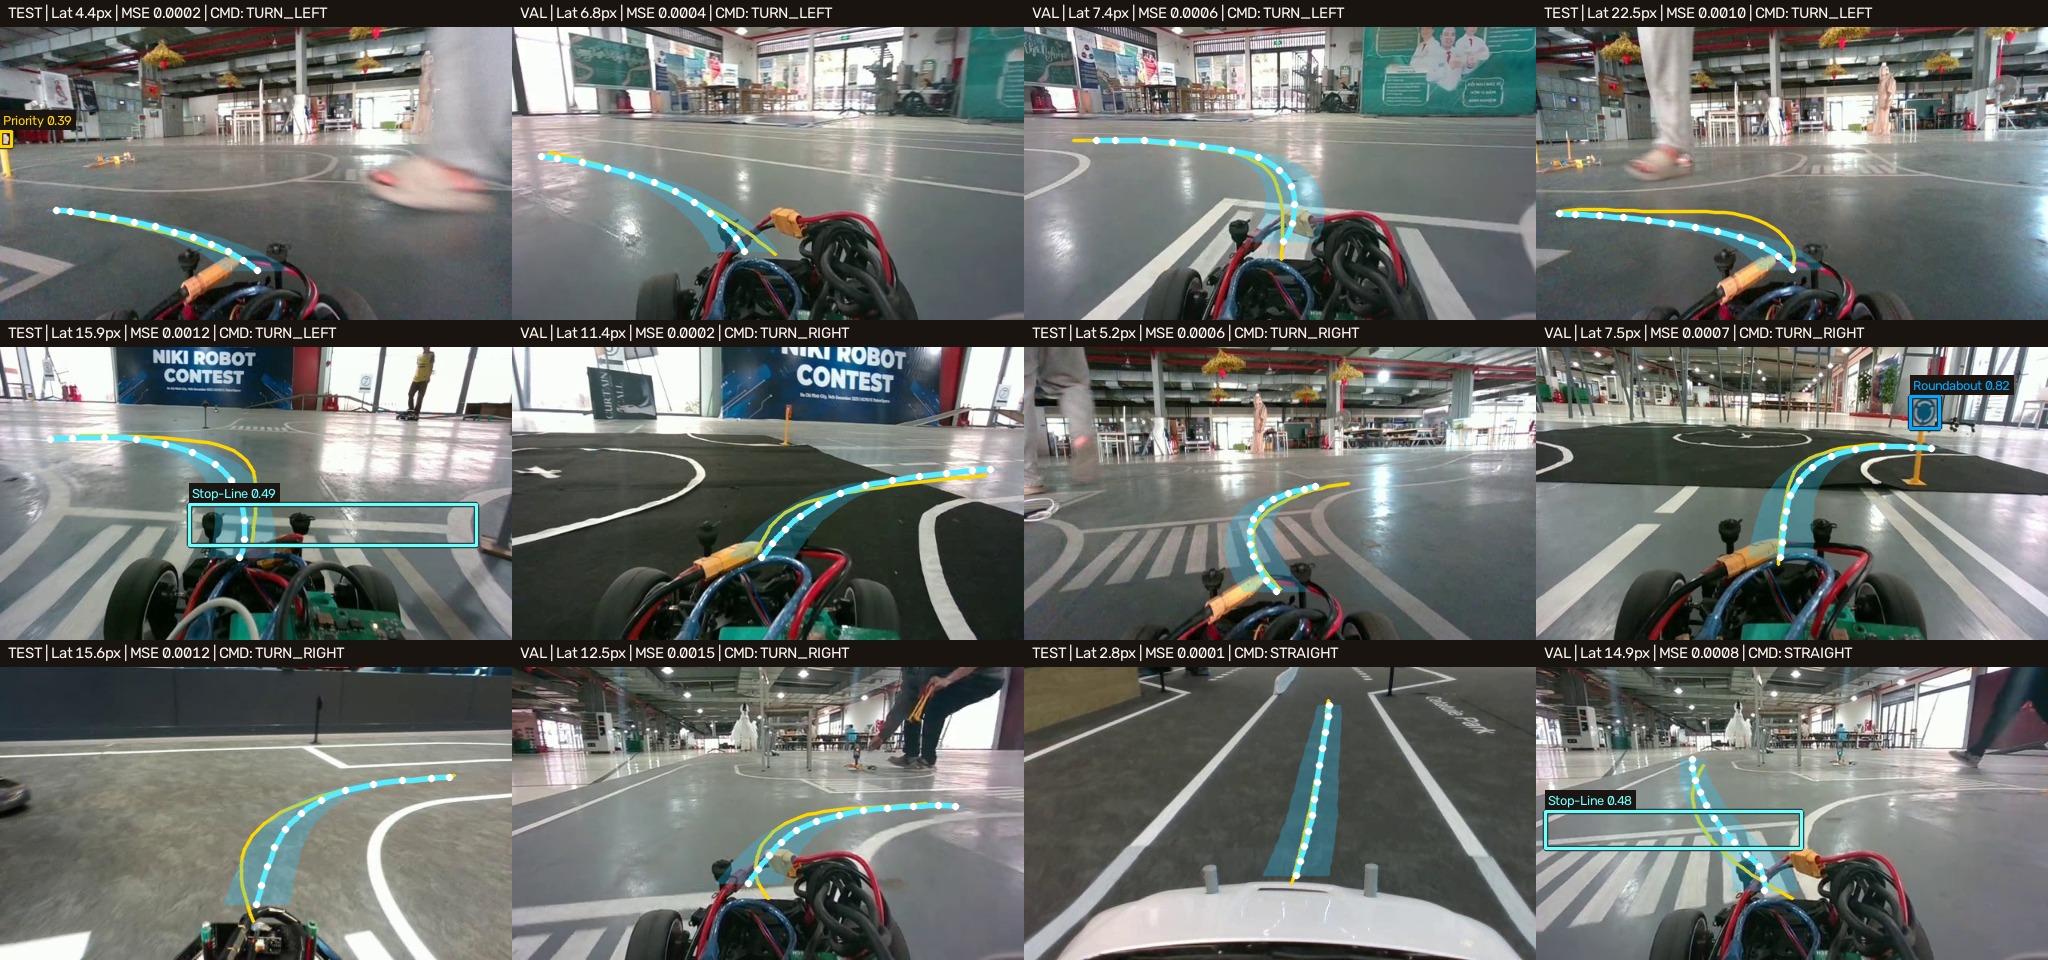 TEST | Lat 4.4px | MSE 0.0002 | CMD: TURN_LEFT
VAL | Lat 6.8px | MSE 0.0004 | CMD: TURN_LEFT
VAL | Lat 7.4px | MSE 0.0006 | CMD: TURN_LEFT
TEST | Lat 22.5px | MSE 0.0010 | CMD: TURN_LEFT
Priority 0.39
TEST | Lat 15.9px | MSE 0.0012 | CMD: TURN_LEFT
VAL | Lat 11.4px | MSE 0.0002 | CMD: TURN_RIGHT
TEST | Lat 5.2px | MSE 0.0006 | CMD: TURN_RIGHT
VAL | Lat 7.5px | MSE 0.0007 | CMD: TURN_RIGHT
NIKI ROBOT
CONTEST
Stop-Line 0.49
NIKI ROBOT
CONTEST
Roundabout 0.82
TEST | Lat 15.6px | MSE 0.0012 | CMD: TURN_RIGHT
VAL | Lat 12.5px | MSE 0.0015 | CMD: TURN_RIGHT
TEST | Lat 2.8px | MSE 0.0001 | CMD: STRAIGHT
VAL | Lat 14.9px | MSE 0.0008 | CMD: STRAIGHT
Park
Stop-Line 0.48